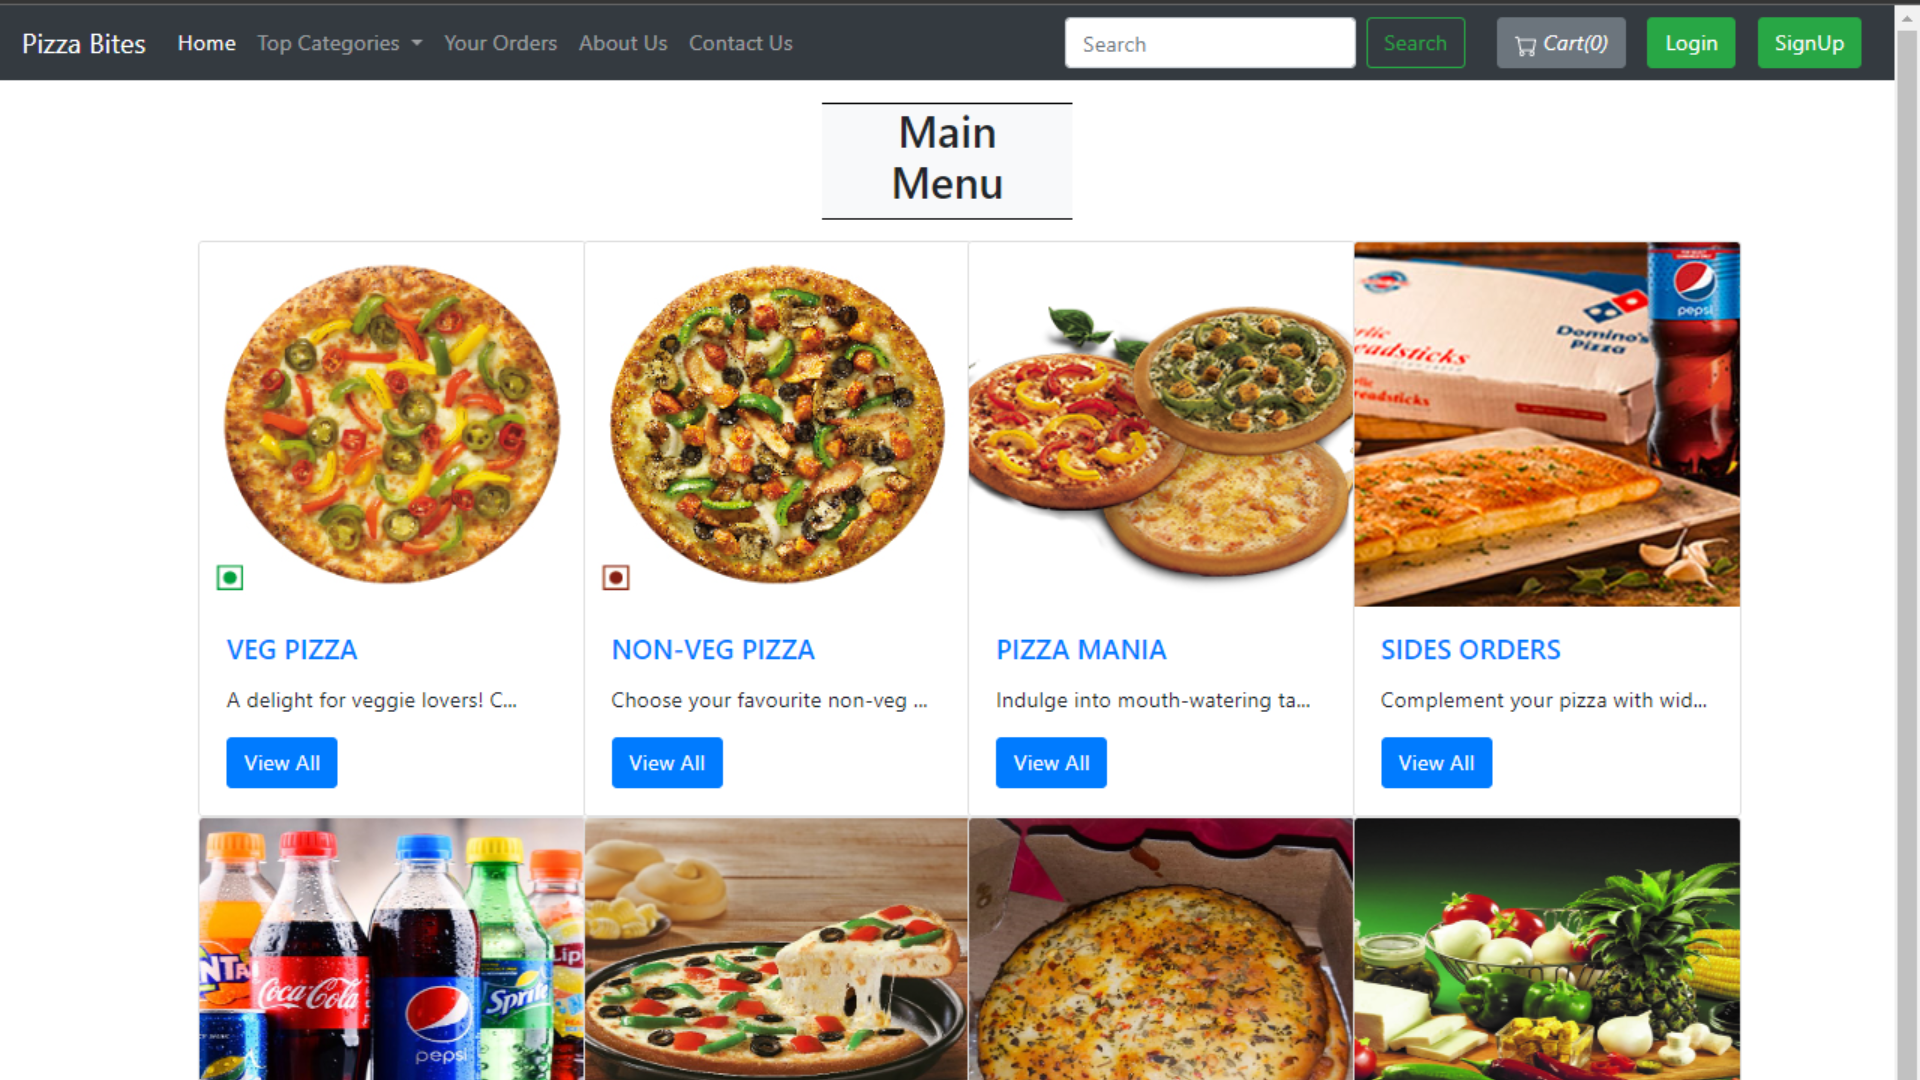 Pizza Bites Home Top Categories Your Orders About Us Contact Us Search Search Cart(0) Login SignUp
Main
Menu
Domino's
Pizza
pepsi
VEG PIZZA
A delight for veggie lovers! C...
View All
NON-VEG PIZZA
Choose your favourite non-veg ...
View All
PIZZA MANIA
Indulge into mouth-watering ta...
View All
SIDES ORDERS
Complement your pizza with wid...
View All
Coca-Cola
pepsi
Sprite